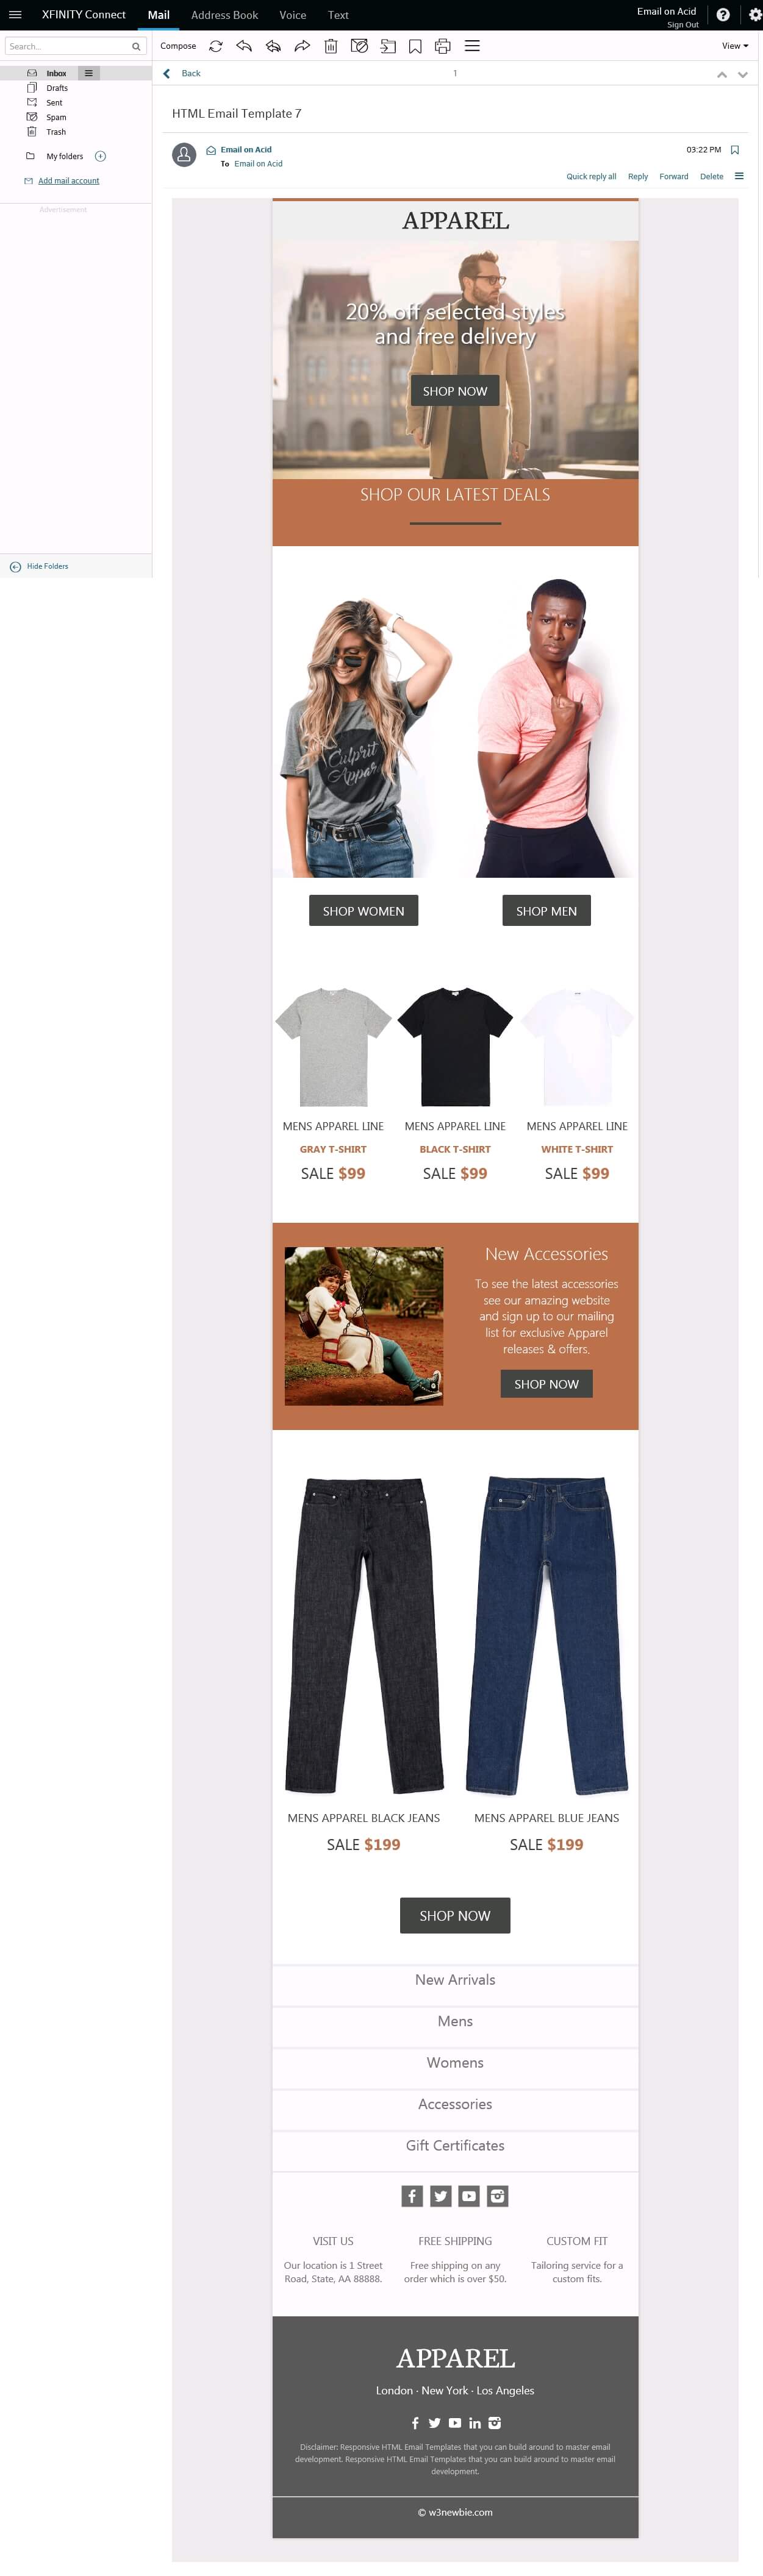 XFINITY Connect Mail Address Book Voice Text Email on Acid
Sign Out
Search... Compose View
Inbox
Drafts
Sent
Spam
Trash
My folders
Add mail account
Advertisement
Hide Folders
Back 1
HTML Email Template 7
Email on Acid 03:22 PM
To Email on Acid
Quick reply all Reply Forward Delete
APPAREL
20% off selected styles
and free delivery
SHOP NOW
SHOP OUR LATEST DEALS
Culprit
Appar
SHOP WOMEN SHOP MEN
MENS APPAREL LINE MENS APPAREL LINE MENS APPAREL LINE
GRAY T-SHIRT BLACK T-SHIRT WHITE T-SHIRT
SALE $99 SALE $99 SALE $99
New Accessories
To see the latest accessories
see our amazing website
and sign up to our mailing
list for exclusive Apparel
releases & offers.
SHOP NOW
MENS APPAREL BLACK JEANS MENS APPAREL BLUE JEANS
SALE $199 SALE $199
SHOP NOW
New Arrivals
Mens
Womens
Accessories
Gift Certificates
VISIT US FREE SHIPPING CUSTOM FIT
Our location is 1 Street Free shipping on any Tailoring service for a
Road, State, AA 88888. order which is over $50. custom fits.
APPAREL
London · New York · Los Angeles
Disclaimer: Responsive HTML Email Templates that you can build around to master email
development. Responsive HTML Email Templates that you can build around to master email
development.
© w3newbie.com